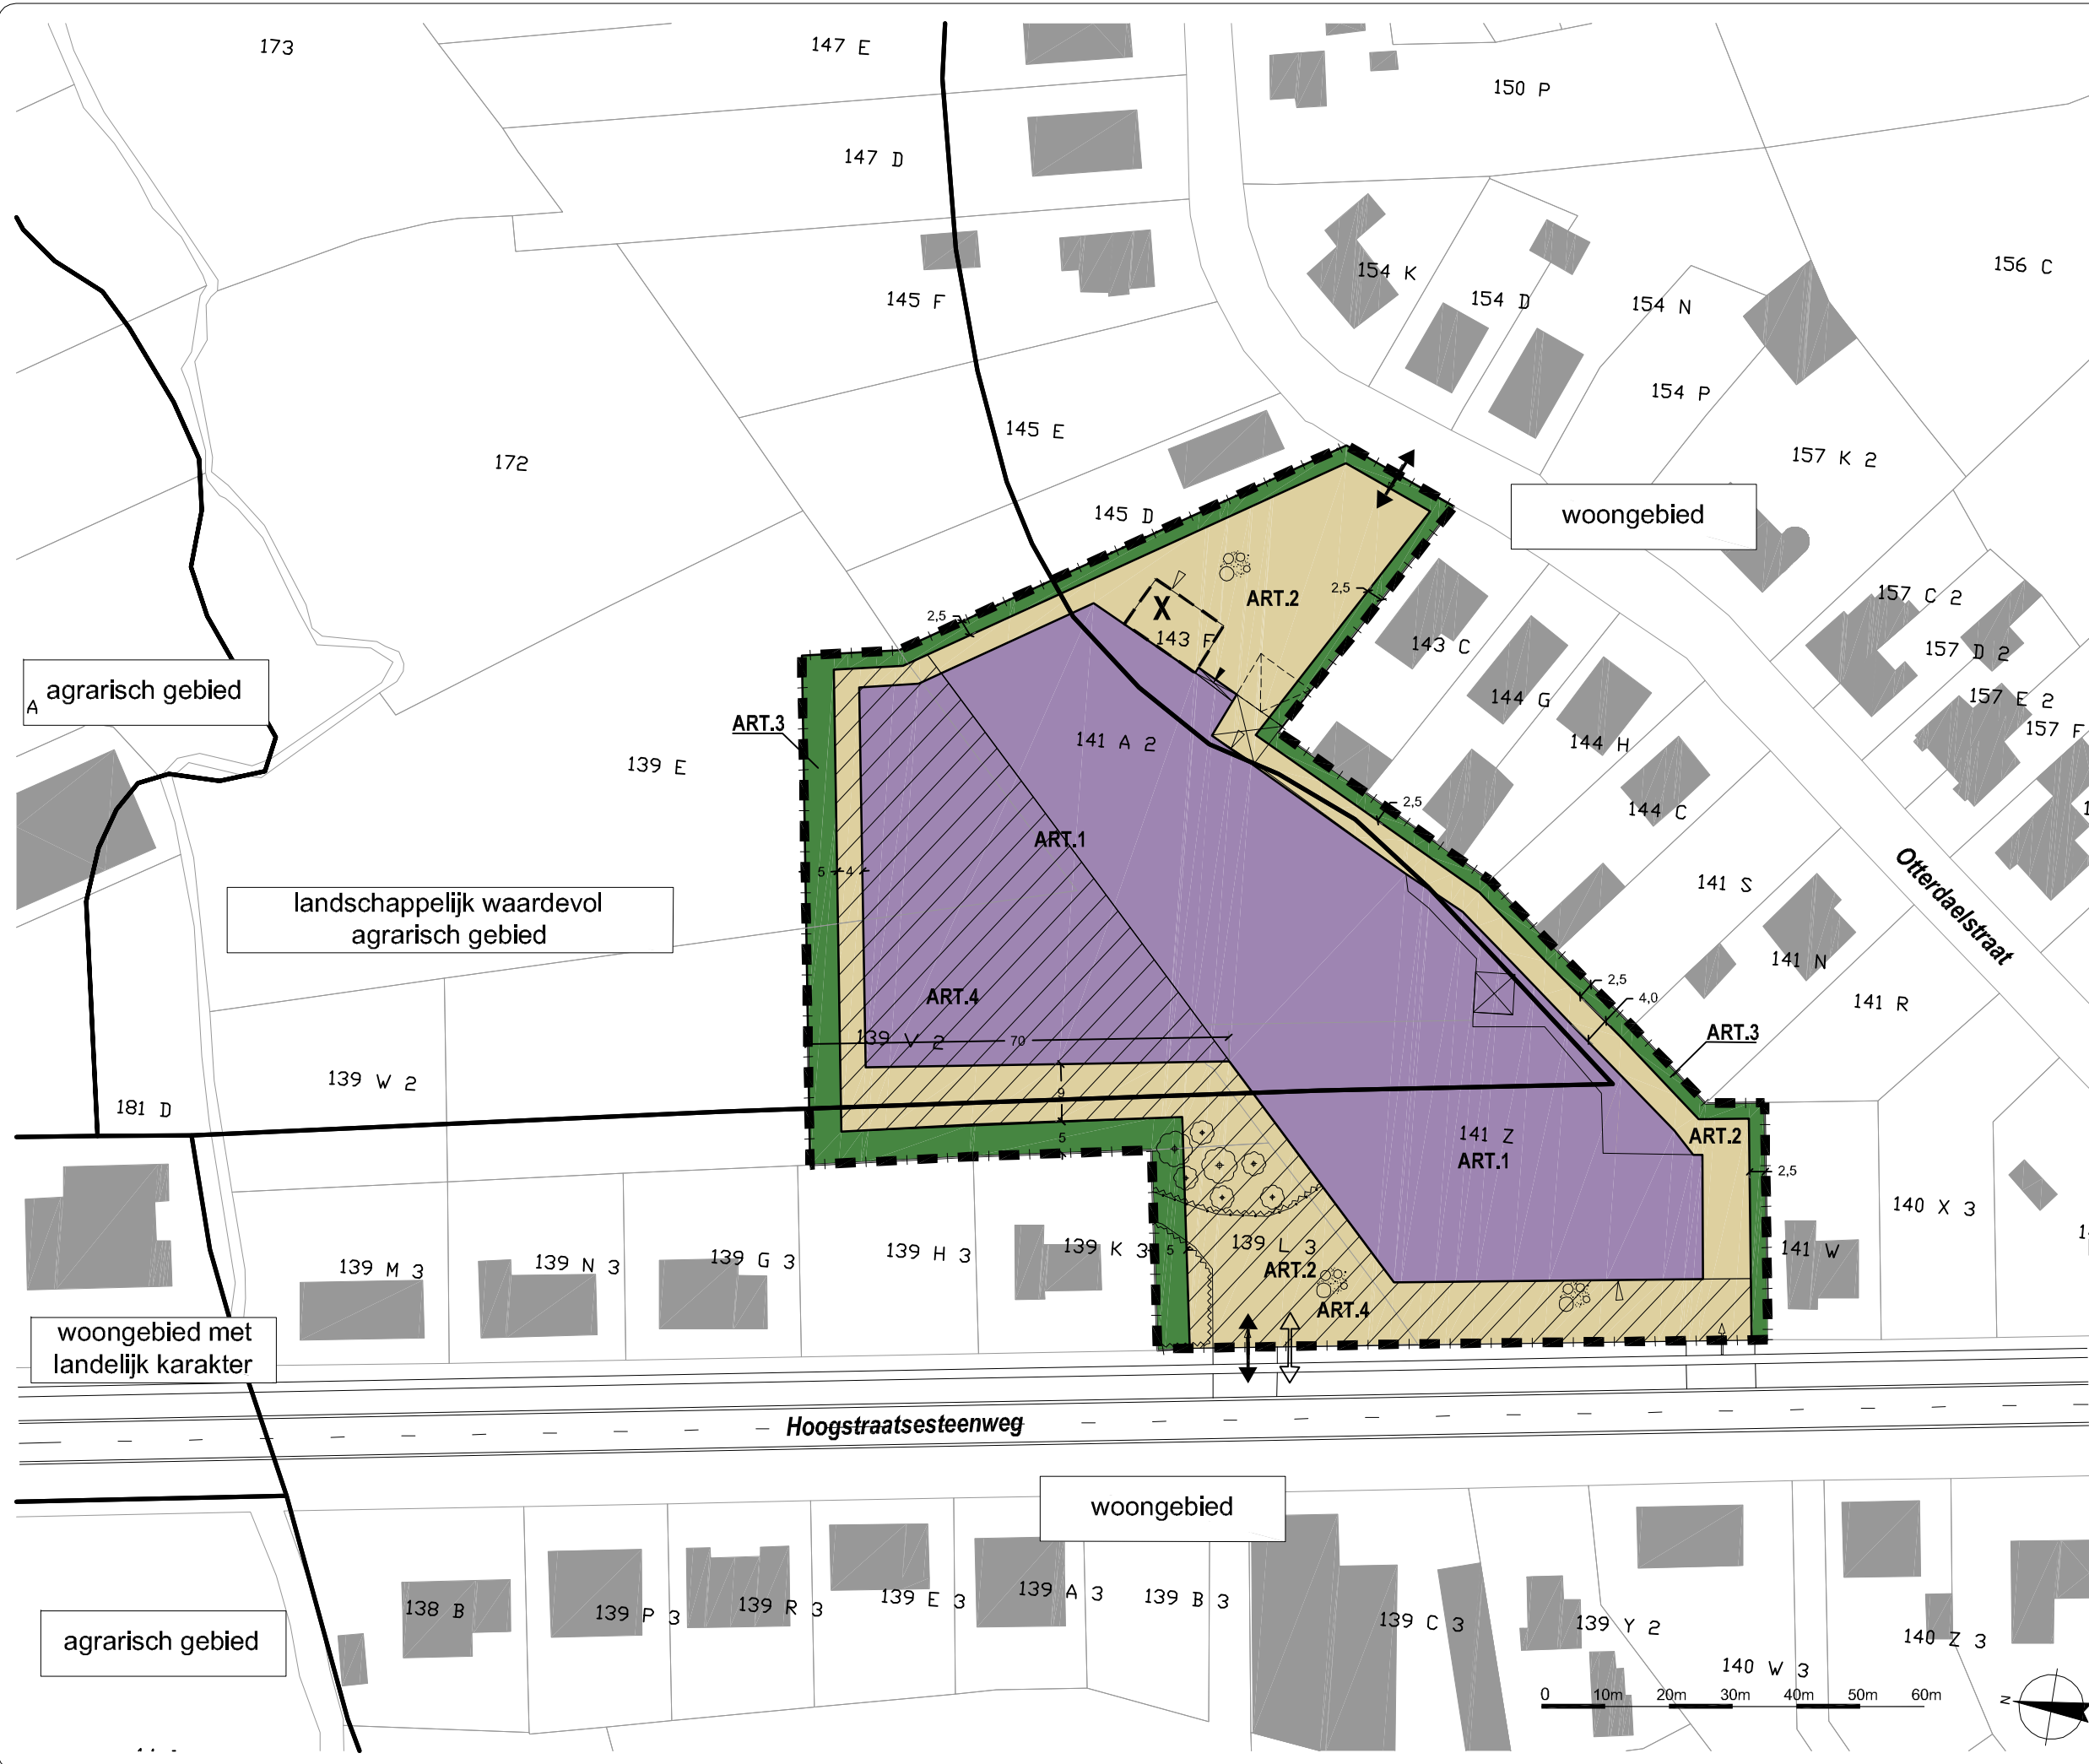 173
147 E
150 P
147 D
154 K
156 C
145 F
154 D
154 N
154 P
145 E
157 K 2
172
145 D
woongebied
2,5
ART.2
157 C 2
2,5
X
143 F
143 C
157 D 2
agrarisch gebied
A
144 G
157 E 2
ART.3
141 A 2
144 H
157 F
139 E
2,5
144 C
ART.1
Otterdaelstraat
5
4
141 S
landschappelijk waardevol
agrarisch gebied
141 N
2,5
ART.4
4,0
141 R
139 V 2
70
ART.3
139 W 2
9
181 D
5
141 Z
ART.2
ART.1
2,5
140 X 3
139 M 3
139 N 3
139 G 3
139 H 3
139 K 3
5
139 L 3
141 W
ART.2
ART.4
woongebied met
landelijk karakter
Hoogstraatsesteenweg
woongebied
138 B
139 P 3
139 R 3
139 E 3
139 A 3
139 B 3
139 C 3
139 Y 2
140 Z 3
agrarisch gebied
140 W 3
0 10m 20m 30m 40m 50m 60m
N